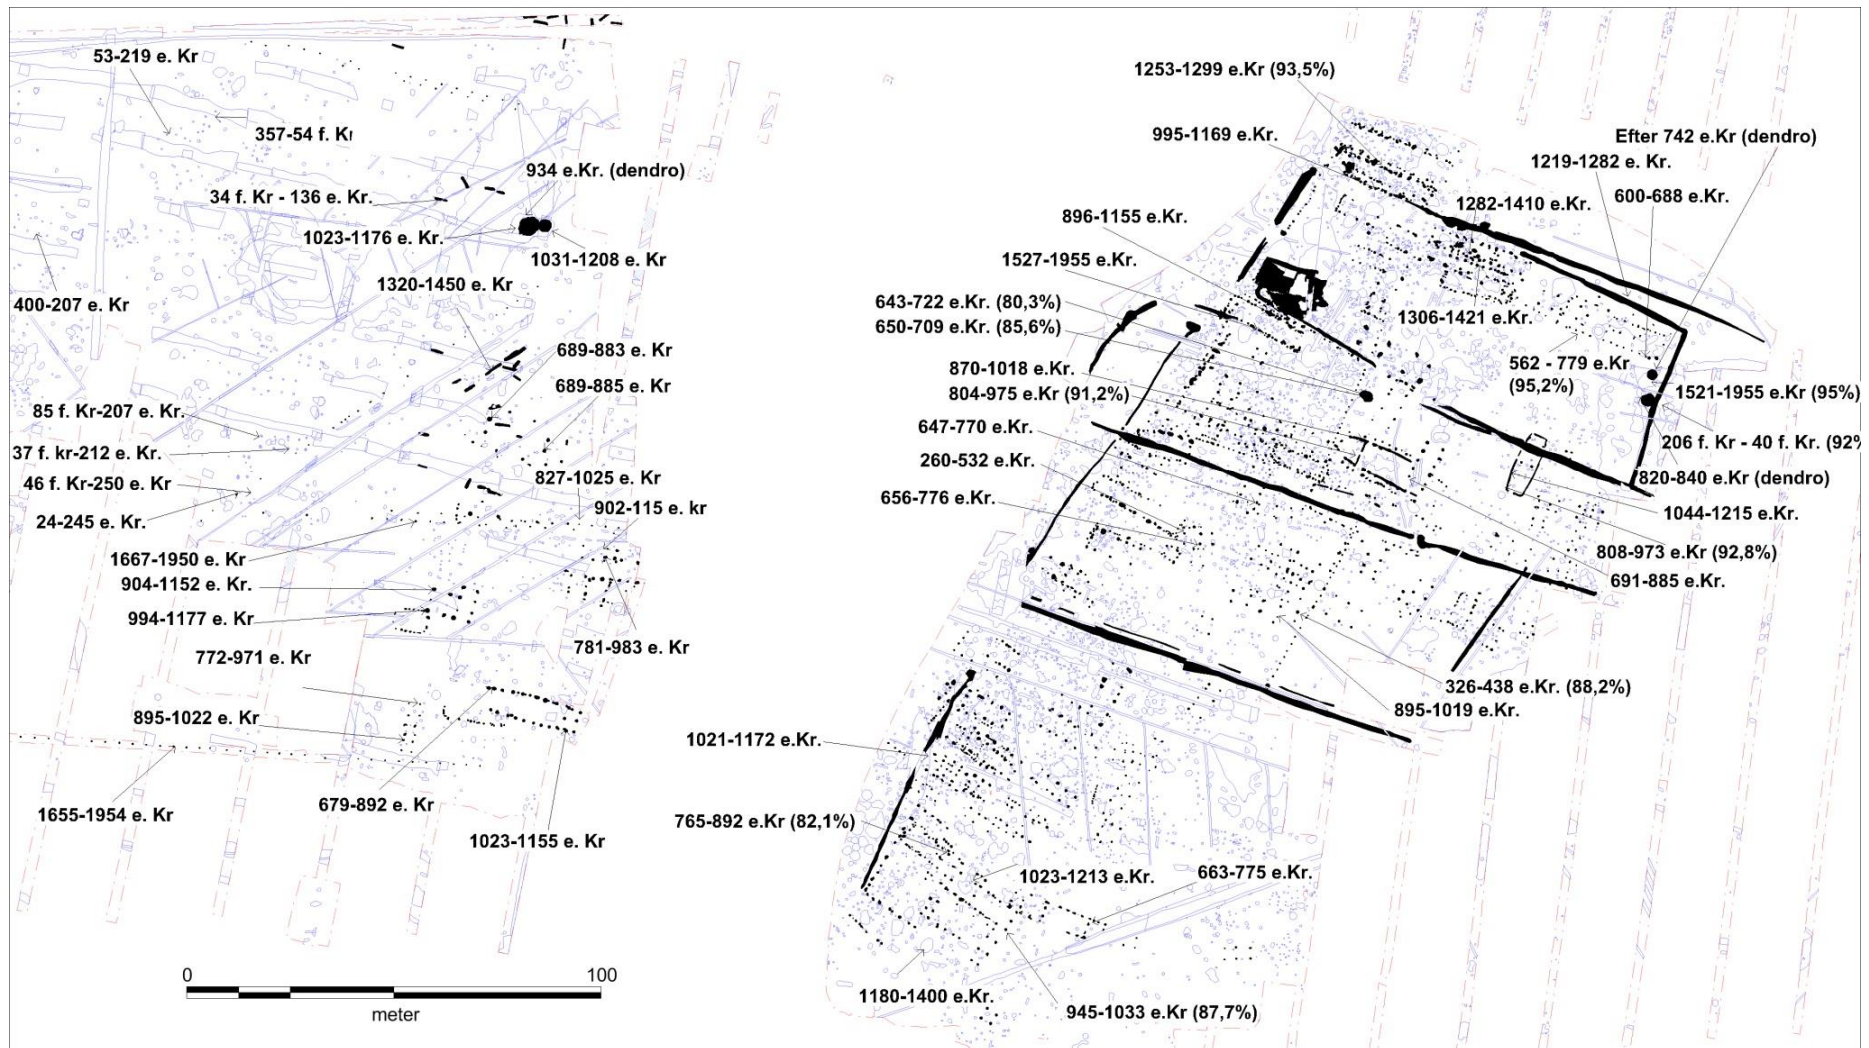 53-219 e. Kr
357-54 f. Kr
934 e.Kr. (dendro)
34 f. Kr - 136 e. Kr.
1023-1176 e. Kr.
1031-1208 e. Kr
1320-1450 e. Kr
400-207 e. Kr
689-883 e. Kr
689-885 e. Kr
85 f. Kr-207 e. Kr.
37 f. kr-212 e. Kr.
46 f. Kr-250 e. Kr
24-245 e. Kr.
827-1025 e. Kr
902-115 e. kr
1667-1950 e. Kr
904-1152 e. Kr.
994-1177 e. Kr
772-971 e. Kr
781-983 e. Kr
895-1022 e. Kr
1655-1954 e. Kr
679-892 e. Kr
1023-1155 e. Kr
0 100
meter
1253-1299 e.Kr (93,5%)
995-1169 e.Kr.
Efter 742 e.Kr (dendro)
1219-1282 e. Kr.
600-688 e.Kr.
1282-1410 e.Kr.
896-1155 e.Kr.
1527-1955 e.Kr.
643-722 e.Kr. (80,3%)
650-709 e.Kr. (85,6%)
1306-1421 e.Kr.
562 - 779 e.Kr
(95,2%)
870-1018 e.Kr.
804-975 e.Kr (91,2%)
1521-1955 e.Kr (95%)
647-770 e.Kr.
206 f. Kr - 40 f. Kr. (92%
260-532 e.Kr.
820-840 e.Kr (dendro)
656-776 e.Kr.
1044-1215 e.Kr.
808-973 e.Kr (92,8%)
691-885 e.Kr.
326-438 e.Kr. (88,2%)
895-1019 e.Kr.
1021-1172 e.Kr.
765-892 e.Kr (82,1%)
1023-1213 e.Kr.
663-775 e.Kr.
1180-1400 e.Kr.
945-1033 e.Kr (87,7%)